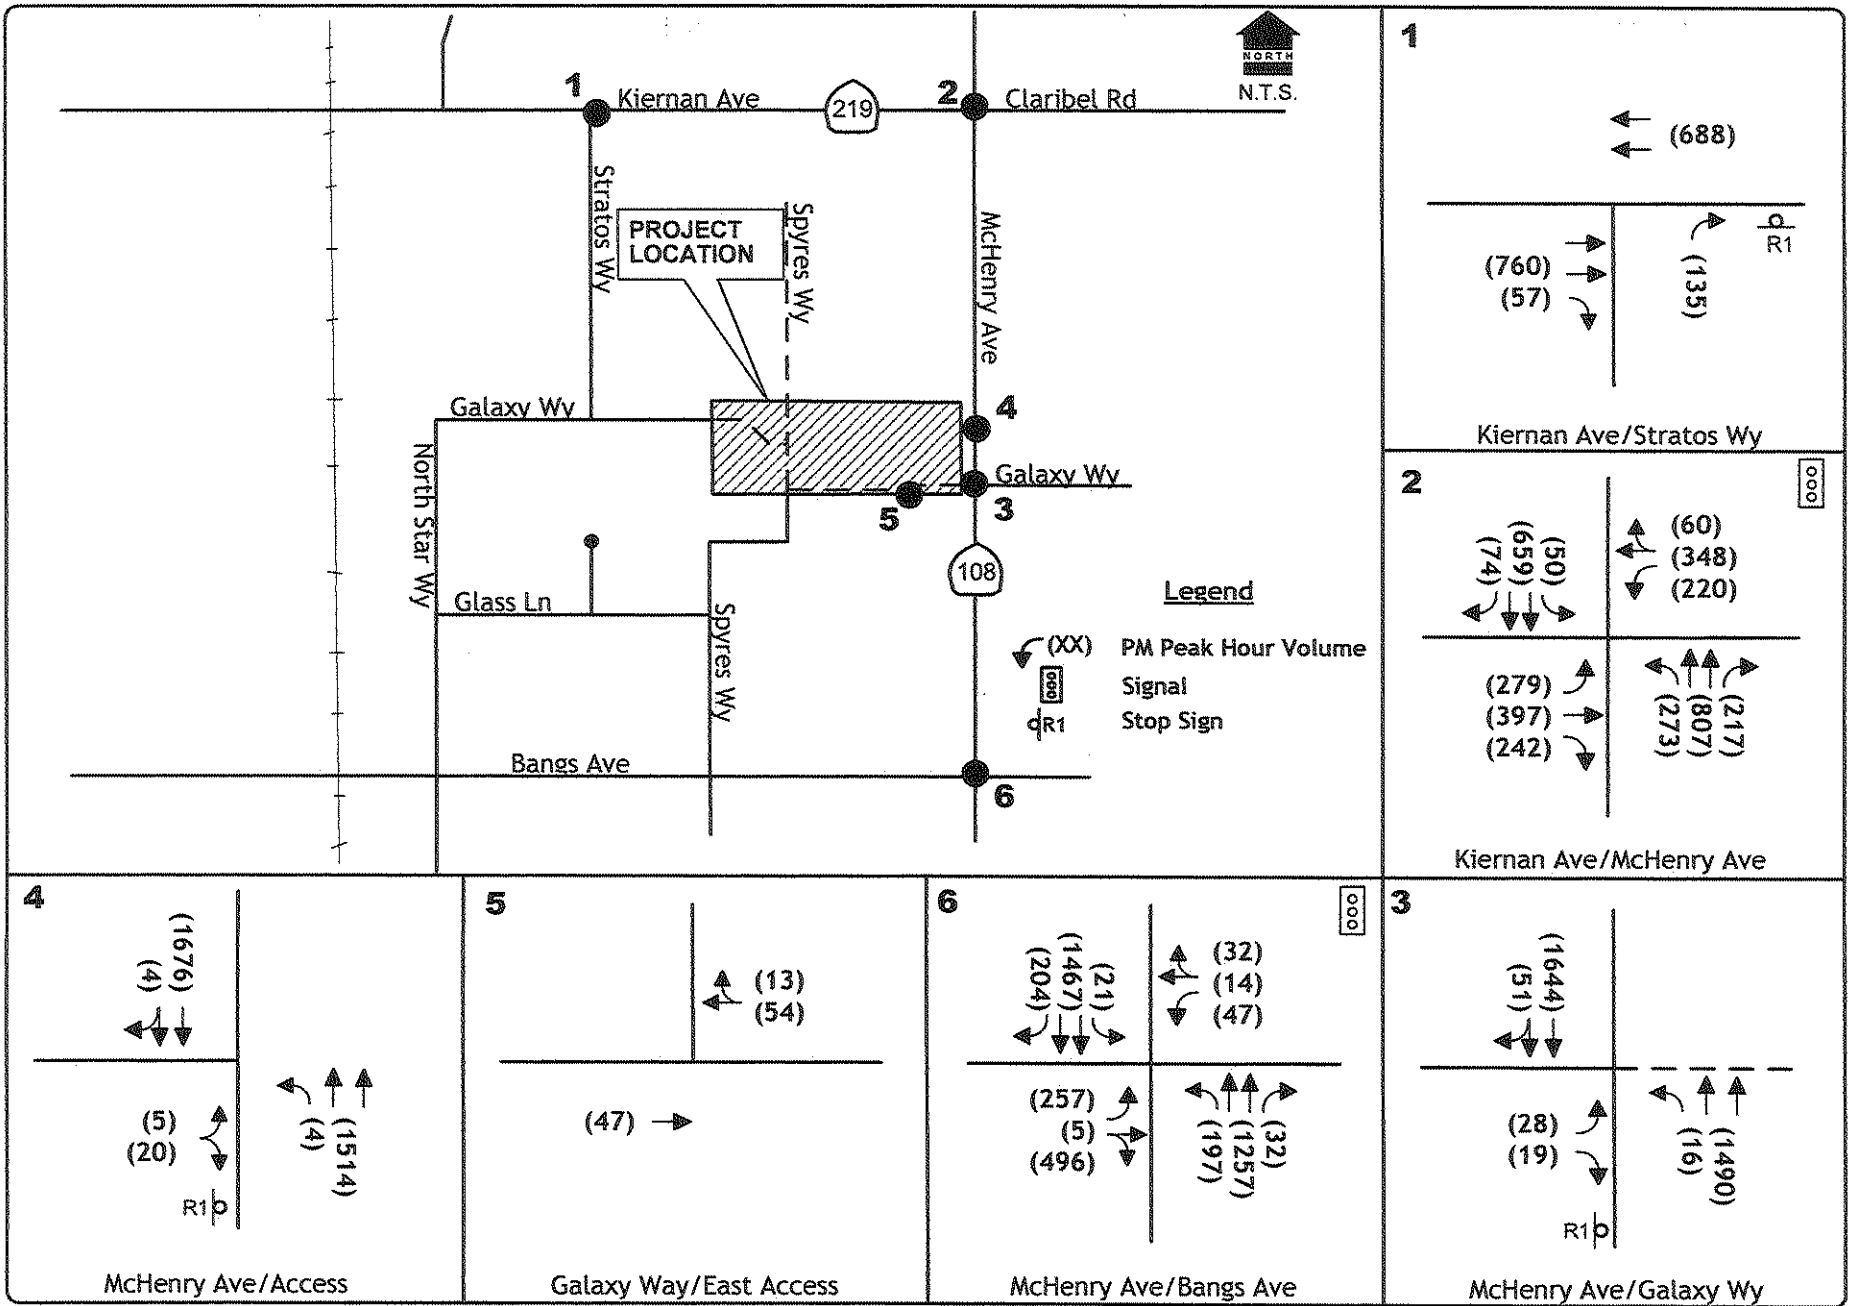 NORTH
N.T.S.
1
Kiernan Ave
219
2
Claribel Rd
Stratos Wy
PROJECT
LOCATION
Spyres Wy
McHenry Ave
Galaxy Wy
4
Galaxy Wy
5
3
North Star Wy
108
Glass Ln
Spyres Wy
Bangs Ave
6
Legend
(XX) PM Peak Hour Volume
Signal
R1 Stop Sign
1
(688)
(760)
(57)
(135)
R1
Kiernan Ave/Stratos Wy
2
(74)
(659)
(50)
(60)
(348)
(220)
(279)
(397)
(242)
(273)
(807)
(217)
Kiernan Ave/McHenry Ave
4
(4)
(1676)
(5)
(20)
(4)
(1514)
R1
McHenry Ave/Access
5
(13)
(54)
(47)
Galaxy Way/East Access
6
(204)
(1467)
(21)
(32)
(14)
(47)
(257)
(5)
(496)
(197)
(1257)
(32)
McHenry Ave/Bangs Ave
3
(51)
(1644)
(28)
(19)
(16)
(1490)
R1
McHenry Ave/Galaxy Wy